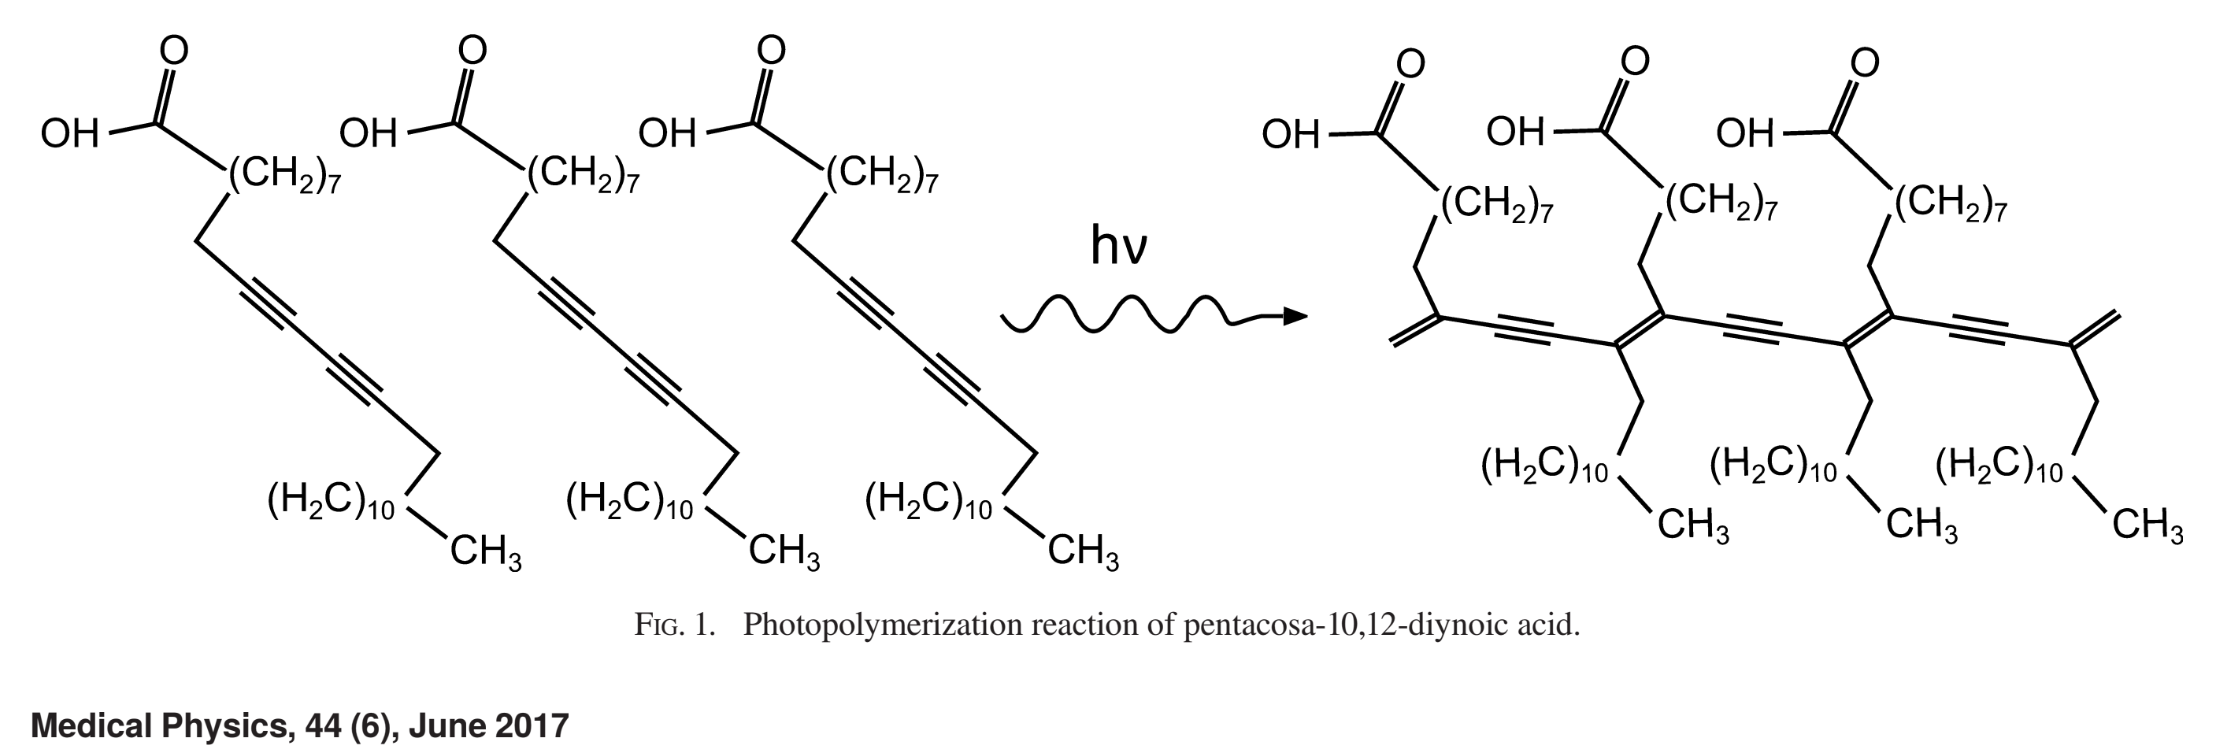 O O O O O O
OH OH OH OH OH OH
(CH₂)₇ (CH₂)₇ (CH₂)₇ (CH₂)₇ (CH₂)₇ (CH₂)₇
hν
(H₂C)₁₀ (H₂C)₁₀ (H₂C)₁₀ (H₂C)₁₀ (H₂C)₁₀ (H₂C)₁₀
CH₃ CH₃ CH₃ CH₃ CH₃ CH₃
FIG. 1. Photopolymerization reaction of pentacosa-10,12-diynoic acid.
Medical Physics, 44 (6), June 2017